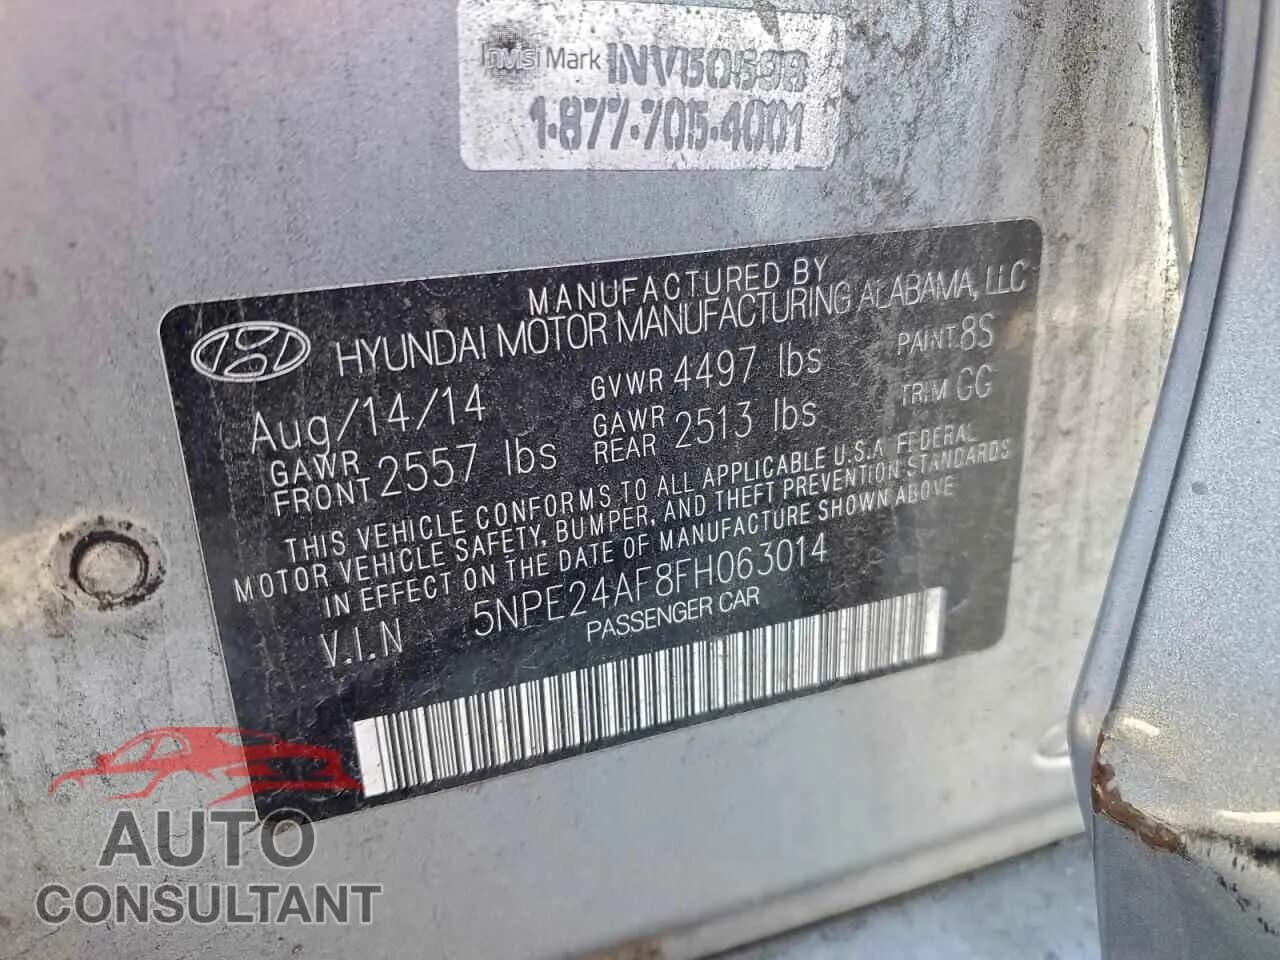 InvisiMark INV50698
1-877-705-4001
MANUFACTURED BY
HYUNDAI MOTOR MANUFACTURING ALABAMA, LLC
Aug/14/14 GVWR 4497 lbs PAINT 8S
GAWR FRONT 2557 lbs GAWR REAR 2513 lbs TRIM GG
THIS VEHICLE CONFORMS TO ALL APPLICABLE U.S.A FEDERAL
MOTOR VEHICLE SAFETY, BUMPER, AND THEFT PREVENTION STANDARDS
IN EFFECT ON THE DATE OF MANUFACTURE SHOWN ABOVE
V.I.N 5NPE24AF8FH063014
PASSENGER CAR
AUTO
CONSULTANT